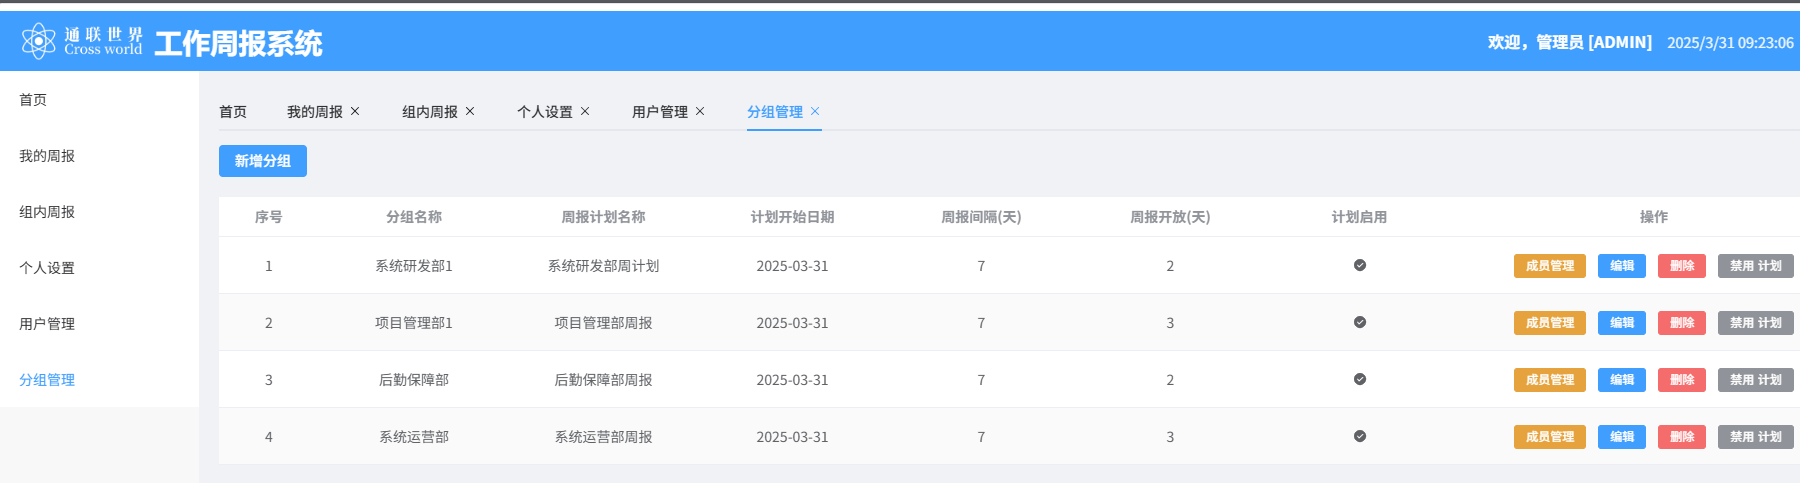 通联世界
Cross world
工作周报系统
欢迎，管理员 [ADMIN] 2025/3/31 09:23:06
首页
我的周报
组内周报
个人设置
用户管理
分组管理
首页 我的周报 组内周报 个人设置 用户管理 分组管理
新增分组
序号 分组名称 周报计划名称 计划开始日期 周报间隔(天) 周报开放(天) 计划启用 操作
1 系统研发部1 系统研发部周计划 2025-03-31 7 2 成员管理 编辑 删除 禁用 计划
2 项目管理部1 项目管理部周报 2025-03-31 7 3 成员管理 编辑 删除 禁用 计划
3 后勤保障部 后勤保障部周报 2025-03-31 7 2 成员管理 编辑 删除 禁用 计划
4 系统运营部 系统运营部周报 2025-03-31 7 3 成员管理 编辑 删除 禁用 计划